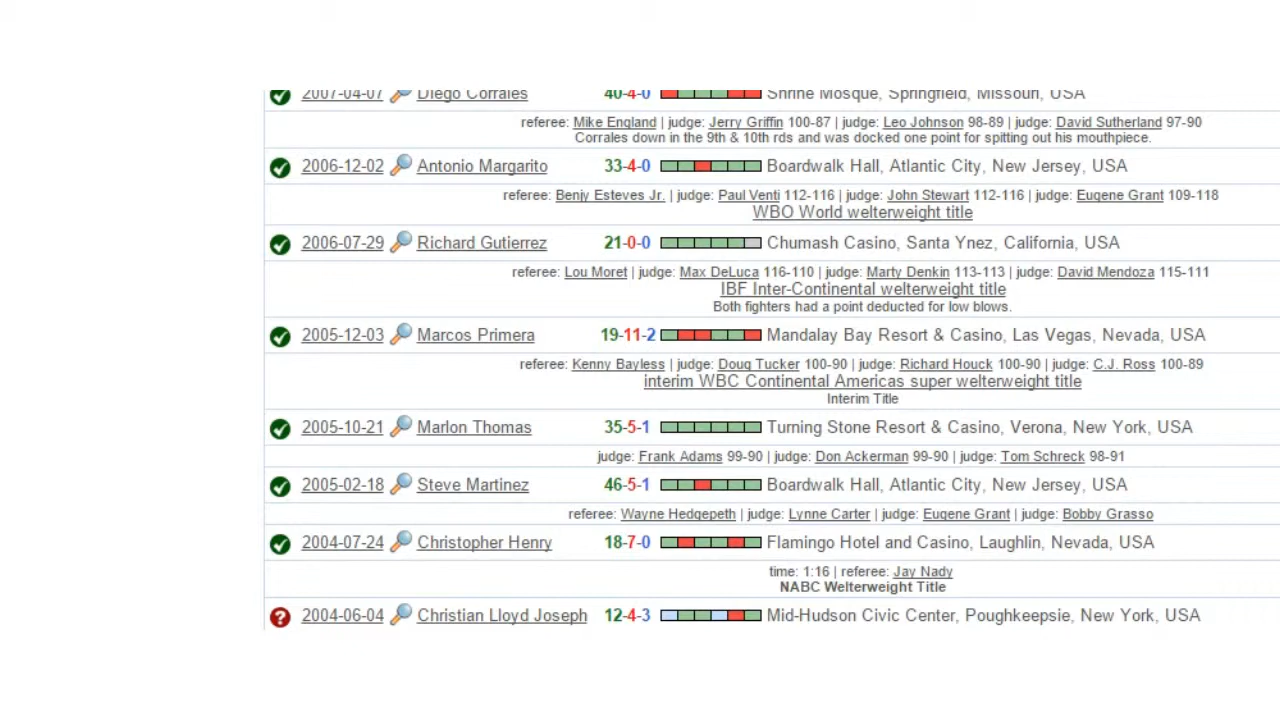 2007-04-07 Diego Corrales 40-4-0 Shrine Mosque, Springfield, Missouri, USA
referee: Mike England | judge: Jerry Griffin 100-87 | judge: Leo Johnson 98-89 | judge: David Sutherland 97-90
Corrales down in the 9th & 10th rds and was docked one point for spitting out his mouthpiece.
2006-12-02 Antonio Margarito 33-4-0 Boardwalk Hall, Atlantic City, New Jersey, USA
referee: Benjy Esteves Jr. | judge: Paul Venti 112-116 | judge: John Stewart 112-116 | judge: Eugene Grant 109-118
WBO World welterweight title
2006-07-29 Richard Gutierrez 21-0-0 Chumash Casino, Santa Ynez, California, USA
referee: Lou Moret | judge: Max DeLuca 116-110 | judge: Marty Denkin 113-113 | judge: David Mendoza 115-111
IBF Inter-Continental welterweight title
Both fighters had a point deducted for low blows.
2005-12-03 Marcos Primera 19-11-2 Mandalay Bay Resort & Casino, Las Vegas, Nevada, USA
referee: Kenny Bayless | judge: Doug Tucker 100-90 | judge: Richard Houck 100-90 | judge: C.J. Ross 100-89
interim WBC Continental Americas super welterweight title
Interim Title
2005-10-21 Marlon Thomas 35-5-1 Turning Stone Resort & Casino, Verona, New York, USA
judge: Frank Adams 99-90 | judge: Don Ackerman 99-90 | judge: Tom Schreck 98-91
2005-02-18 Steve Martinez 46-5-1 Boardwalk Hall, Atlantic City, New Jersey, USA
referee: Wayne Hedgepeth | judge: Lynne Carter | judge: Eugene Grant | judge: Bobby Grasso
2004-07-24 Christopher Henry 18-7-0 Flamingo Hotel and Casino, Laughlin, Nevada, USA
time: 1:16 | referee: Jay Nady
NABC Welterweight Title
2004-06-04 Christian Lloyd Joseph 12-4-3 Mid-Hudson Civic Center, Poughkeepsie, New York, USA